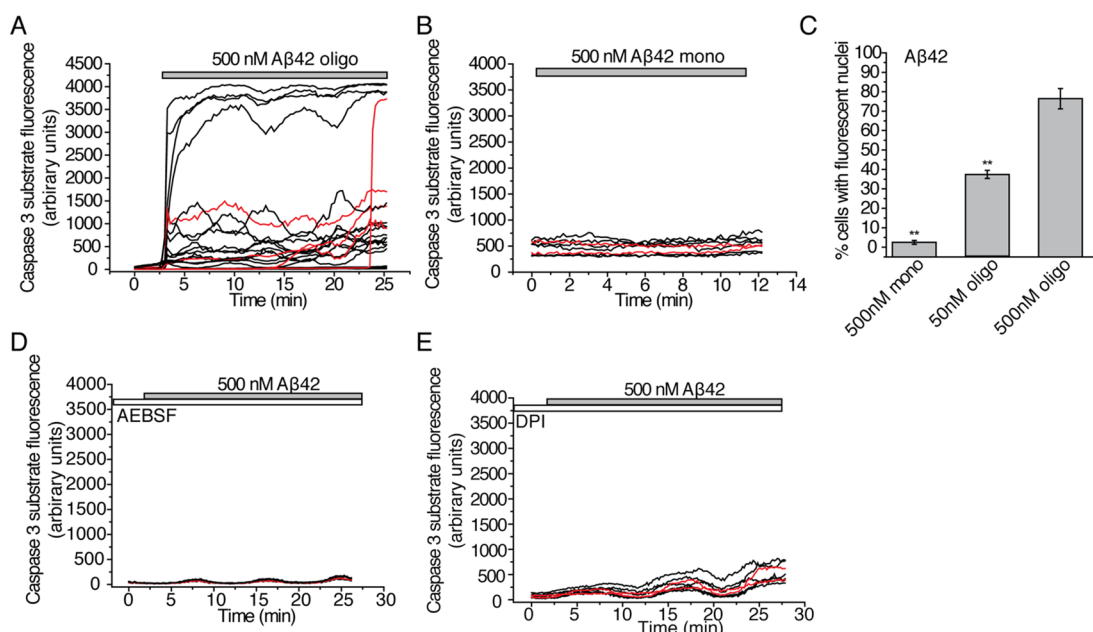 A
500 nM Aβ42 oligo
Caspase 3 substrate fluorescence
(arbirary units)
4500
4000
3500
3000
2500
2000
1500
1000
500
0
0 5 10 15 20 25
Time (min)
B
500 nM Aβ42 mono
Caspase 3 substrate fluorescence
(arbirary units)
4000
3500
3000
2500
2000
1500
1000
500
0
0 2 4 6 8 10 12 14
Time (min)
C
Aβ42
% cells with fluorescent nuclei
100
90
80
70
60
50
40
30
20
10
0
**
**
500nM mono
50nM oligo
500nM oligo
D
500 nM Aβ42
AEBSF
Caspase 3 substrate fluorescence
(arbirary units)
4000
3500
3000
2500
2000
1500
1000
500
0
0 5 10 15 20 25 30
Time (min)
E
500 nM Aβ42
DPI
Caspase 3 substrate fluorescence
(arbirary units)
4000
3500
3000
2500
2000
1500
1000
500
0
0 5 10 15 20 25 30
Time (min)